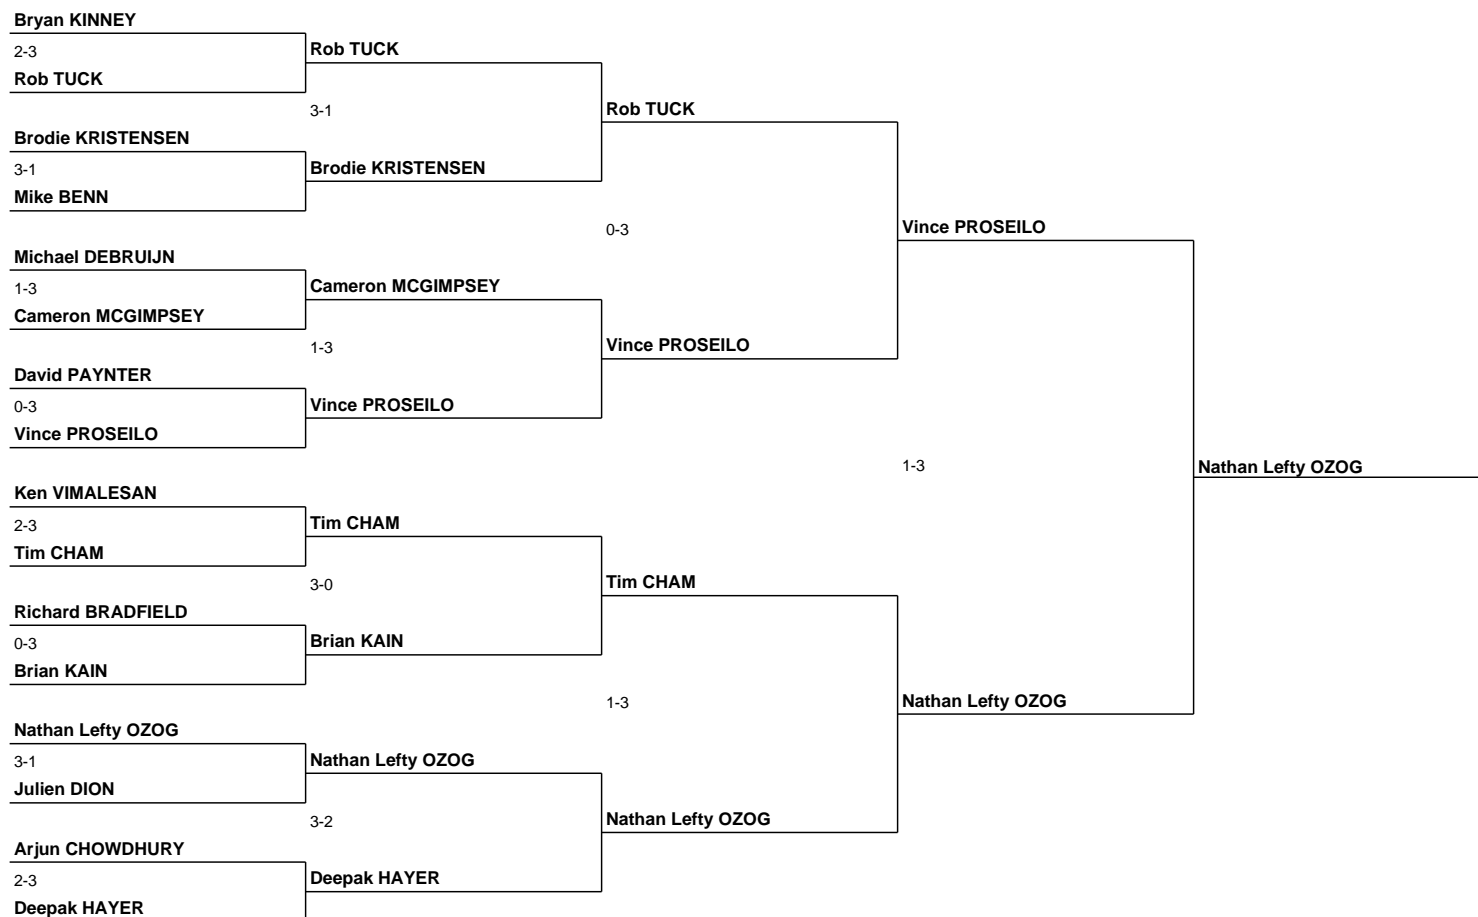 Bryan KINNEY
2-3
Rob TUCK
Brodie KRISTENSEN
3-1
Mike BENN
Michael DEBRUIJN
1-3
Cameron MCGIMPSEY
David PAYNTER
0-3
Vince PROSEILO
Ken VIMALESAN
2-3
Tim CHAM
Richard BRADFIELD
0-3
Brian KAIN
Nathan Lefty OZOG
3-1
Julien DION
Arjun CHOWDHURY
2-3
Deepak HAYER
Rob TUCK
3-1
Brodie KRISTENSEN
Cameron MCGIMPSEY
1-3
Vince PROSEILO
Tim CHAM
3-0
Brian KAIN
Nathan Lefty OZOG
3-2
Deepak HAYER
Rob TUCK
0-3
Vince PROSEILO
Tim CHAM
1-3
Nathan Lefty OZOG
Vince PROSEILO
1-3
Nathan Lefty OZOG
Nathan Lefty OZOG